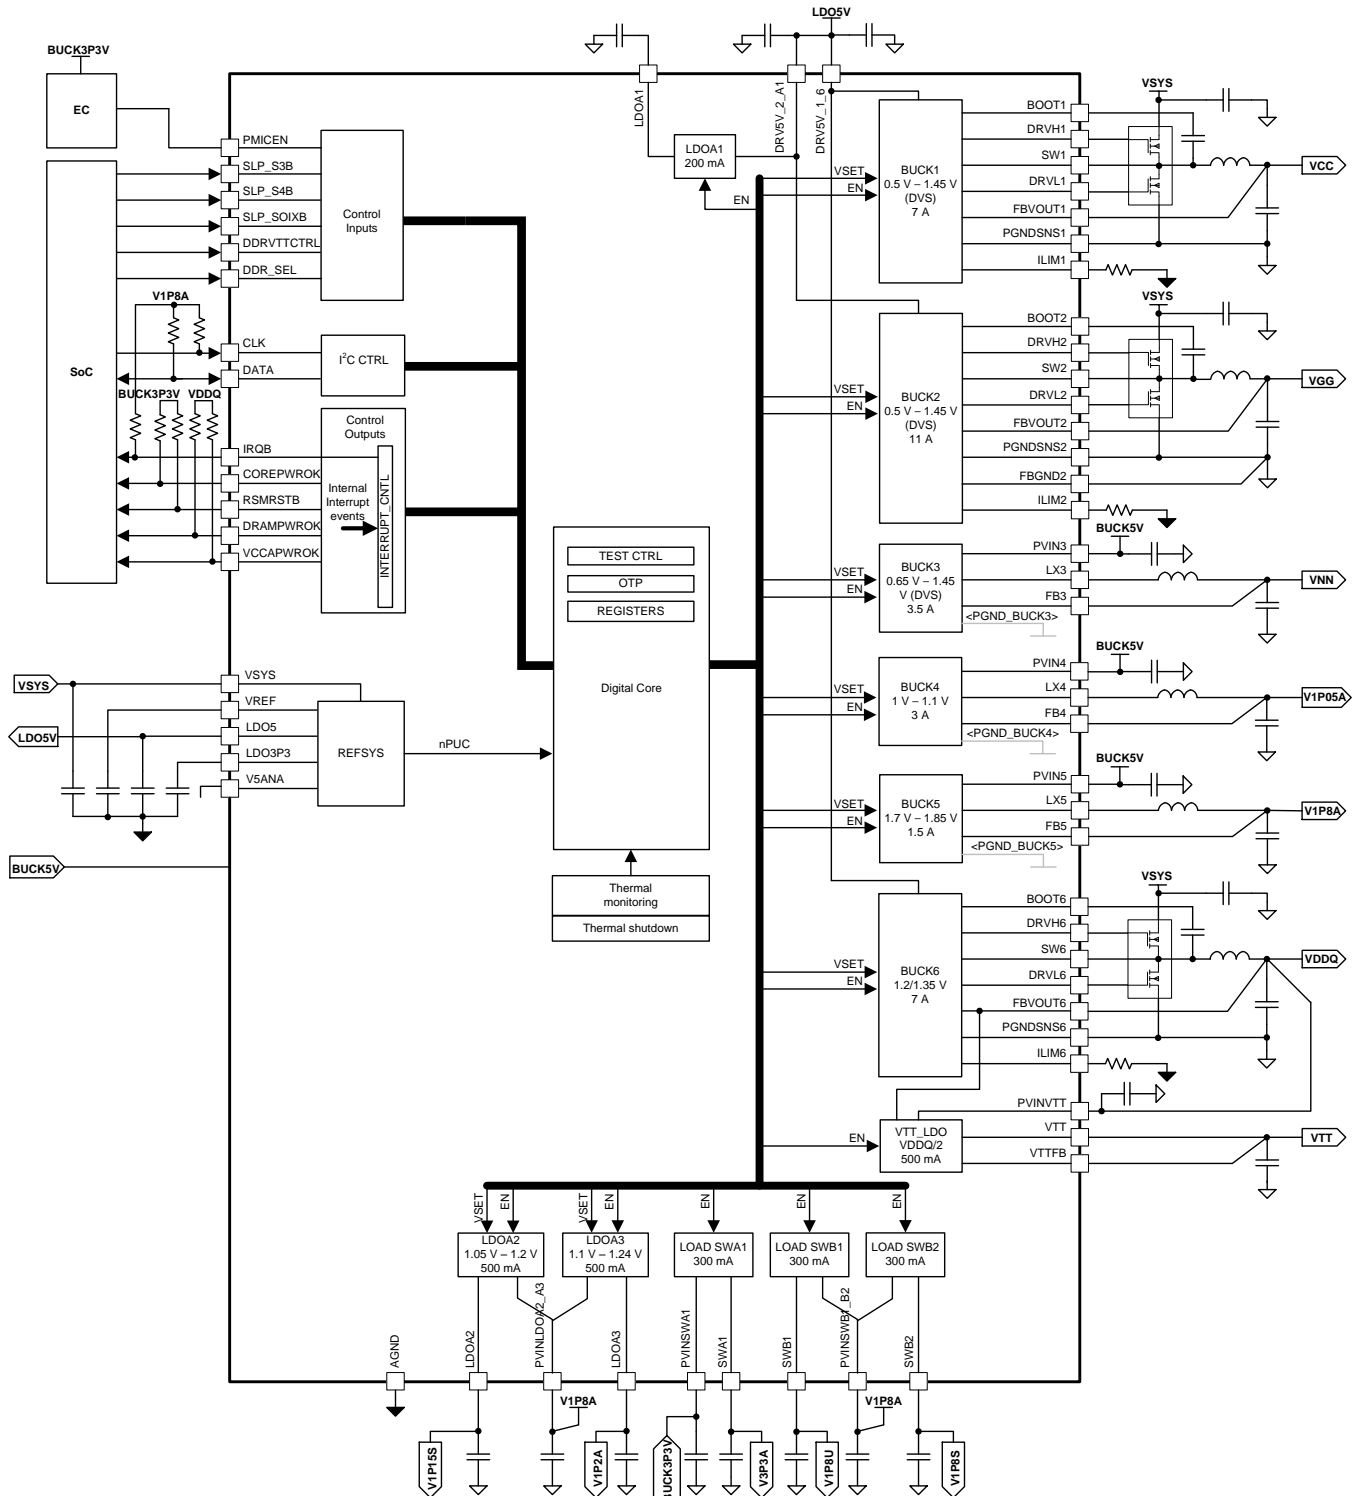 LDO5V
BUCK3P3V
EC
PMICEN
SLP_S3B
SLP_S4B
SLP_SOIXB
DDRVTTCTRL
DDR_SEL
Control
Inputs
V1P8A
SoC
CLK
DATA
I2C CTRL
BUCK3P3V
VDDQ
IRQB
COREPWROK
RSMRSTB
DRAMPWROK
VCCAPWROK
Control
Outputs
Internal
Interrupt
events
INTERRUPT_CNTL
VSYS
VSYS
VREF
LDO5V
LDO5
LDO3P3
V5ANA
REFSYS
nPUC
BUCK5V
TEST CTRL
OTP
REGISTERS
Digital Core
Thermal
monitoring
Thermal shutdown
LDOA1
DRV5V_2_A1
DRV5V_1_6
LDOA1
200 mA
EN
VSET
EN
BUCK1
0.5 V – 1.45 V
(DVS)
7 A
BOOT1
DRVH1
SW1
DRVL1
FBVOUT1
PGNDSNS1
ILIM1
VSYS
VCC
VSET
EN
BUCK2
0.5 V – 1.45 V
(DVS)
11 A
BOOT2
DRVH2
SW2
DRVL2
FBVOUT2
PGNDSNS2
FBGND2
ILIM2
VSYS
VGG
VSET
EN
BUCK3
0.65 V – 1.45
V (DVS)
3.5 A
PVIN3
LX3
FB3
<PGND_BUCK3>
BUCK5V
VNN
VSET
EN
BUCK4
1 V – 1.1 V
3 A
PVIN4
LX4
FB4
<PGND_BUCK4>
BUCK5V
V1P05A
VSET
EN
BUCK5
1.7 V – 1.85 V
1.5 A
PVIN5
LX5
FB5
<PGND_BUCK5>
BUCK5V
V1P8A
VSET
EN
BUCK6
1.2/1.35 V
7 A
BOOT6
DRVH6
SW6
DRVL6
FBVOUT6
PGNDSNS6
ILIM6
VSYS
VDDQ
EN
VTT_LDO
VDDQ/2
500 mA
PVINVTT
VTT
VTTFB
VTT
VSET
EN
VSET
EN
EN
EN
EN
LDOA2
1.05 V – 1.2 V
500 mA
LDOA3
1.1 V – 1.24 V
500 mA
LOAD SWA1
300 mA
LOAD SWB1
300 mA
LOAD SWB2
300 mA
AGND
LDOA2
PVINLDOA2_A3
LDOA3
PVINSWA1
SWA1
SWB1
PVINSWB1_B2
SWB2
V1P15S
V1P8A
V1P2A
BUCK3P3V
V3P3A
V1P8U
V1P8A
V1P8S